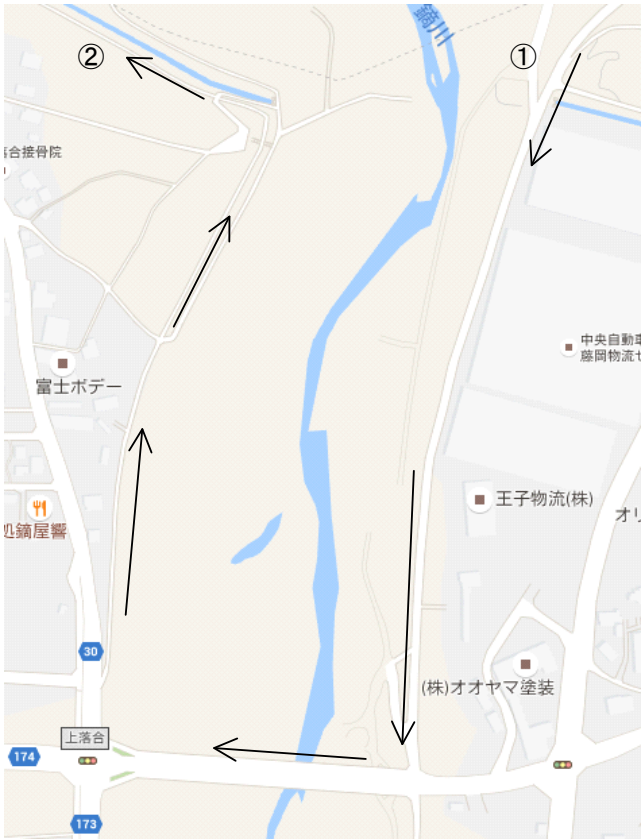 鏑川
②
①
落合接骨院
中央自動車
藤岡物流セ
富士ボデー
王子物流(株)
処鏑屋響
オリ
30
(株)オオヤマ塗装
上落合
174
173